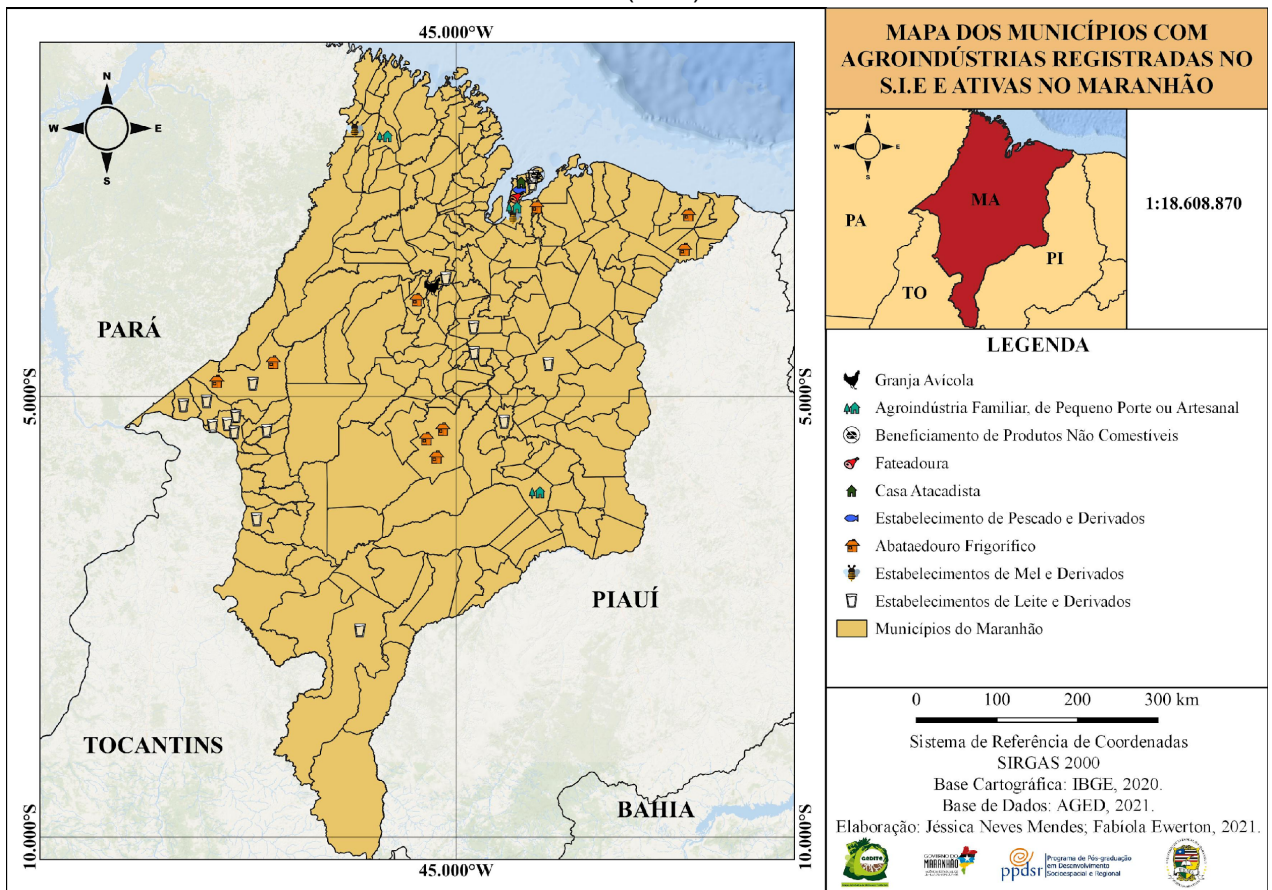 45.000°W
N
W
E
S
PARÁ
5.000°S
5.000°S
PIAUÍ
TOCANTINS
BAHIA
10.000°S
10.000°S
45.000°W
MAPA DOS MUNICÍPIOS COM
AGROINDÚSTRIAS REGISTRADAS NO
S.I.E E ATIVAS NO MARANHÃO
N
W
E
S
MA
PA
PI
TO
1:18.608.870
LEGENDA
Granja Avícola
Agroindústria Familiar, de Pequeno Porte ou Artesanal
Beneficiamento de Produtos Não Comestíveis
Fateadoura
Casa Atacadista
Estabelecimento de Pescado e Derivados
Abataedouro Frigorífico
Estabelecimentos de Mel e Derivados
Estabelecimentos de Leite e Derivados
Municípios do Maranhão
0 100 200 300 km
Sistema de Referência de Coordenadas
SIRGAS 2000
Base Cartográfica: IBGE, 2020.
Base de Dados: AGED, 2021.
Elaboração: Jéssica Neves Mendes; Fabíola Ewerton, 2021.
GEDITE
GOVERNO DO
MARANHÃO
ppdsr
Programa de Pós-graduação
em Desenvolvimento
Socioespacial e Regional